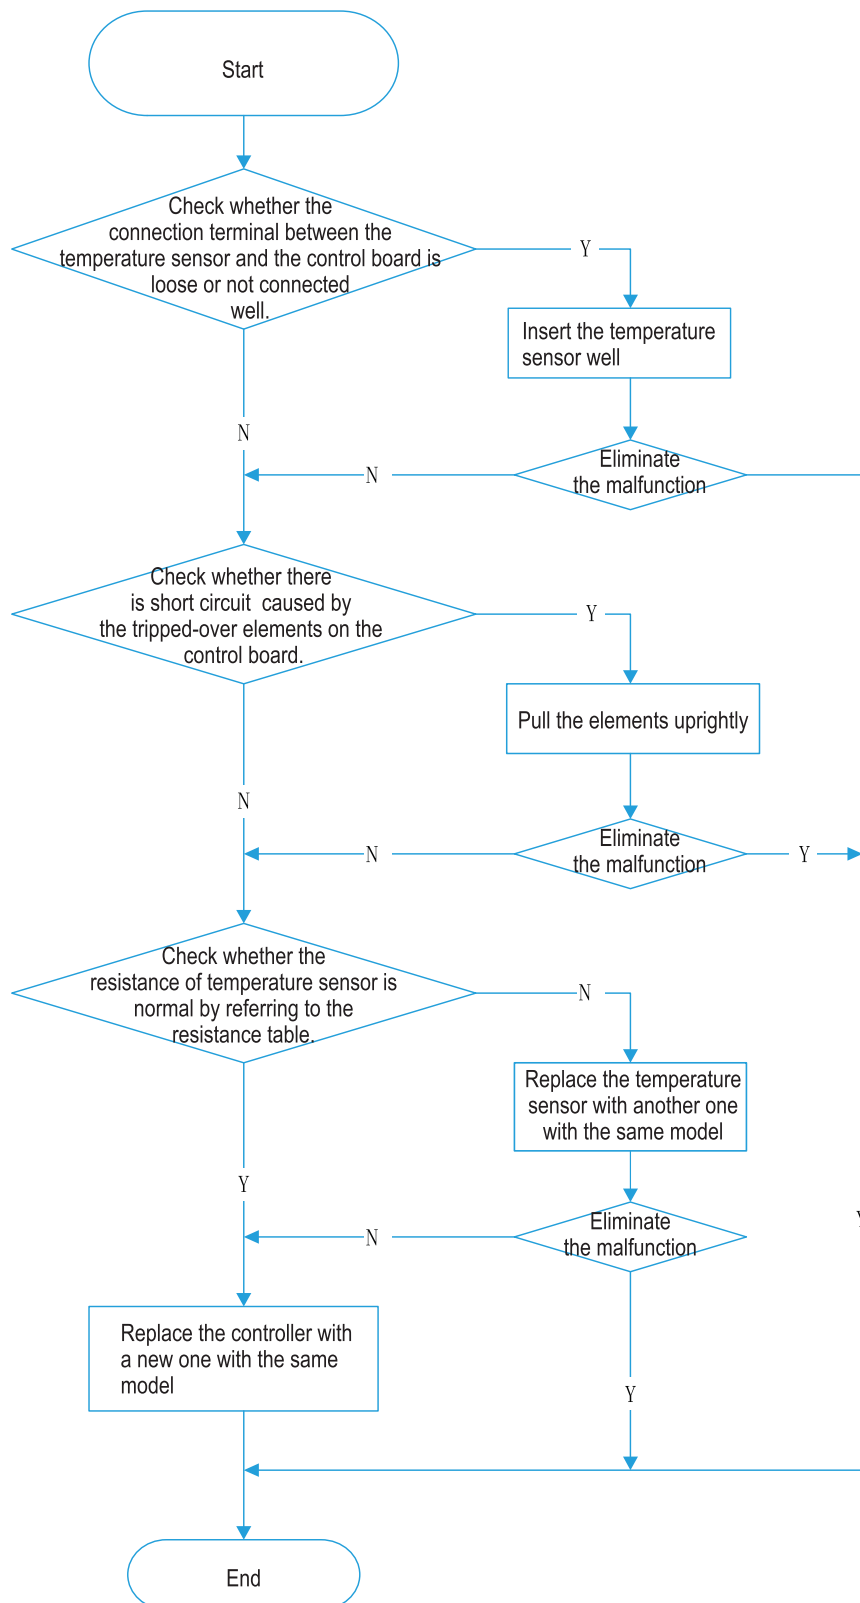 Start
Check whether the
connection terminal between the
temperature sensor and the control board is
loose or not connected
well.
Y
Insert the temperature
sensor well
N
Eliminate
the malfunction
N
Check whether there
is short circuit caused by
the tripped-over elements on the
control board.
Y
Pull the elements uprightly
N
Eliminate
the malfunction
N
Y
Check whether the
resistance of temperature sensor is
normal by referring to the
resistance table.
N
Replace the temperature
sensor with another one
with the same model
Y
Eliminate
the malfunction
Y
N
Replace the controller with
a new one with the same
model
Y
End